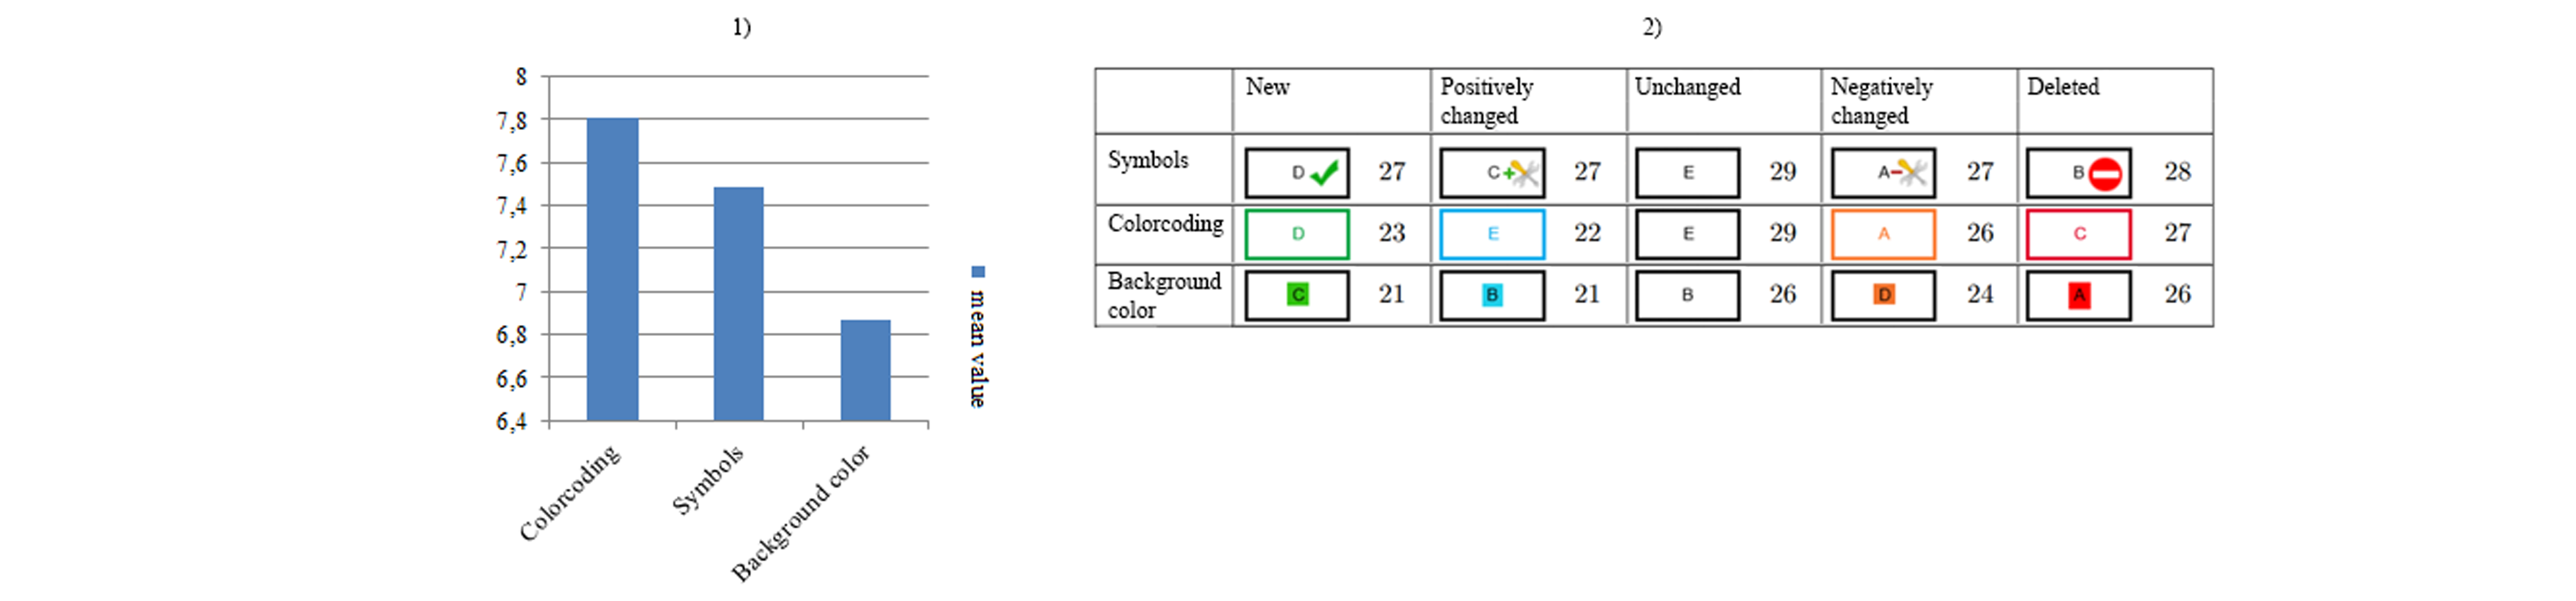 1)
8
7,8
7,6
7,4
7,2
7
6,8
6,6
6,4
Colorcoding
Symbols
Background color
mean value
2)
New Positively changed Unchanged Negatively changed Deleted
Symbols D 27 C+ 27 E 29 A- 27 B 28
Colorcoding D 23 E 22 E 29 A 26 C 27
Background color C 21 B 21 B 26 D 24 A 26